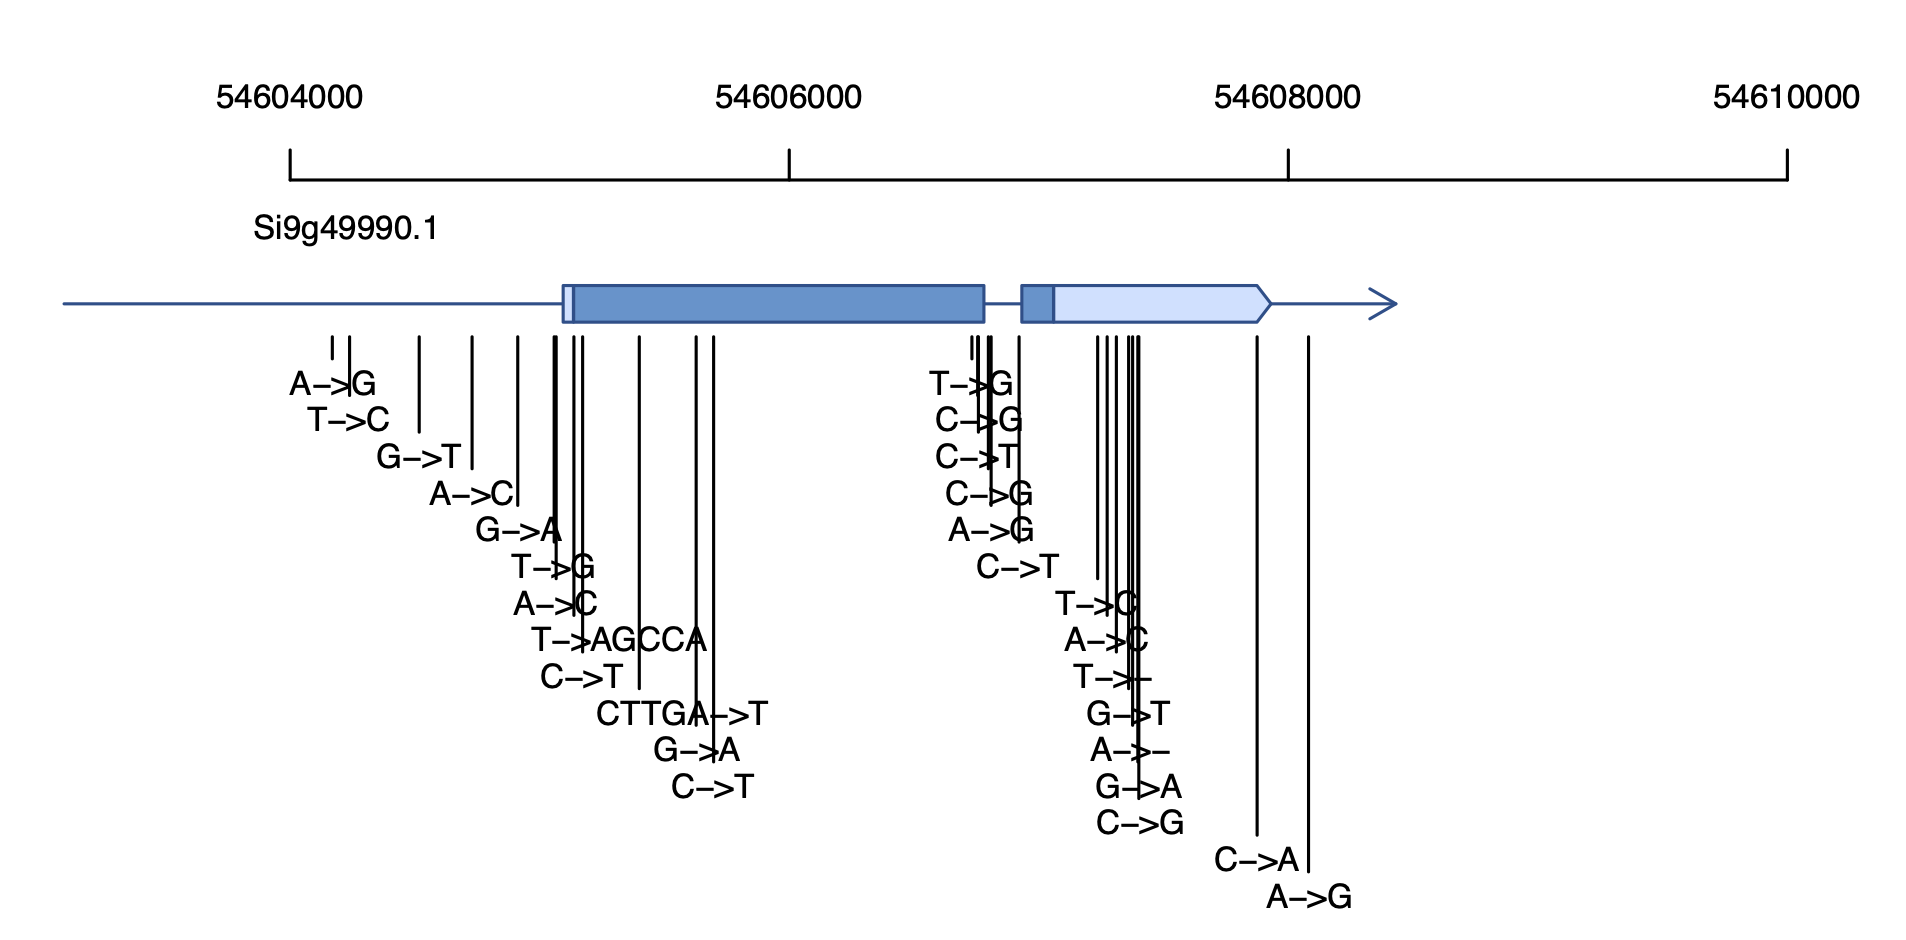 54604000 54606000 54608000 54610000
Si9g49990.1
A->G T->G
T->C C->G
G->T C->T
A->C C->G
G->A A->G
T->G C->T
A->C T->C
T->AGCCA A->C
C->T T->-
CTTGA->T G->T
G->A A->-
C->T G->A
C->G
C->A
A->G